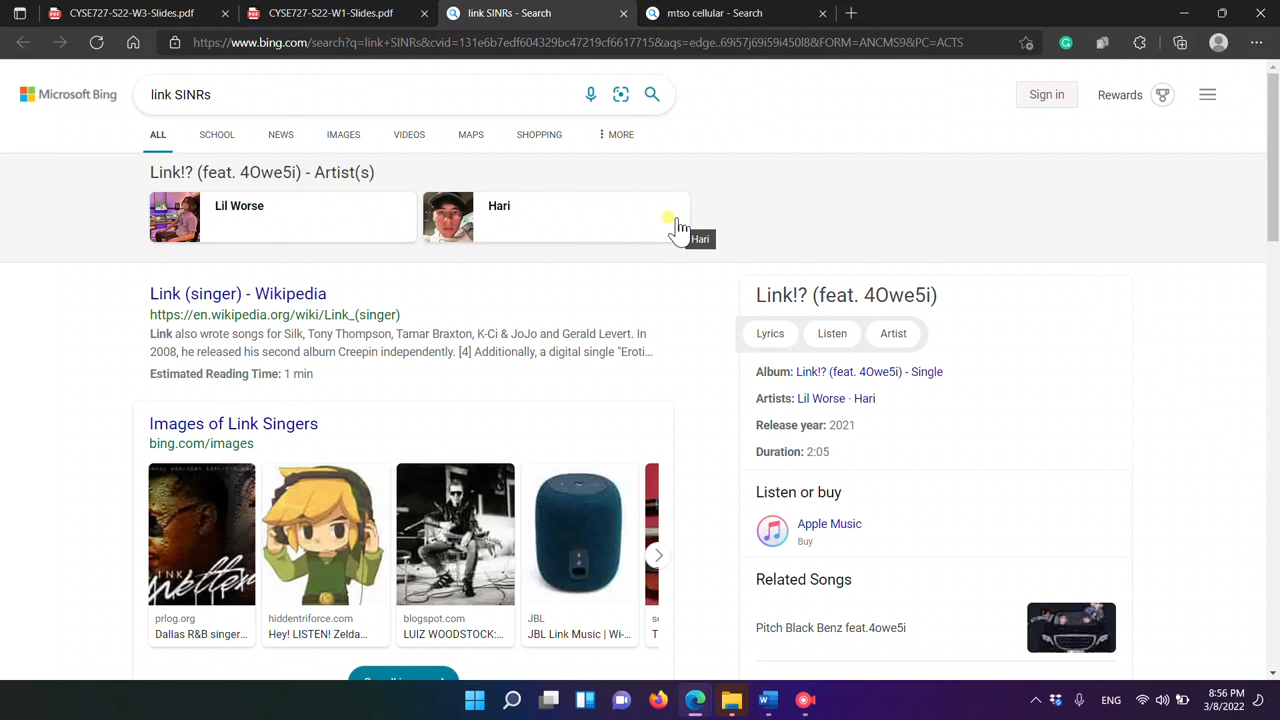 CYSE727-S22-W3-Slides.pdf
CYSE727-S22-W1-Slides.pdf
link SINRs - Search
mtso cellular - Search
https://www.bing.com/search?q=link+SINRs&cvid=131e6b7edf604329bc47219cf6617715&aqs=edge..69i57j69i59i450l8&FORM=ANCMS9&PC=ACTS
Microsoft Bing
link SINRs
Sign in
Rewards
ALL SCHOOL NEWS IMAGES VIDEOS MAPS SHOPPING MORE
Link!? (feat. 4Owe5i) - Artist(s)
Lil Worse
Hari
Hari
Link (singer) - Wikipedia
https://en.wikipedia.org/wiki/Link_(singer)
Link also wrote songs for Silk, Tony Thompson, Tamar Braxton, K-Ci & JoJo and Gerald Levert. In
2008, he released his second album Creepin independently. [4] Additionally, a digital single "Eroti...
Estimated Reading Time: 1 min
Images of Link Singers
bing.com/images
LINK
prlog.org
Dallas R&B singer...
hiddentriforce.com
Hey! LISTEN! Zelda...
blogspot.com
LUIZ WOODSTOCK:...
JBL
JBL Link Music | Wi-...
Link!? (feat. 4Owe5i)
Lyrics Listen Artist
Album: Link!? (feat. 4Owe5i) - Single
Artists: Lil Worse · Hari
Release year: 2021
Duration: 2:05
Listen or buy
Apple Music
Buy
Related Songs
Pitch Black Benz feat.4owe5i
ENG
8:56 PM
3/8/2022